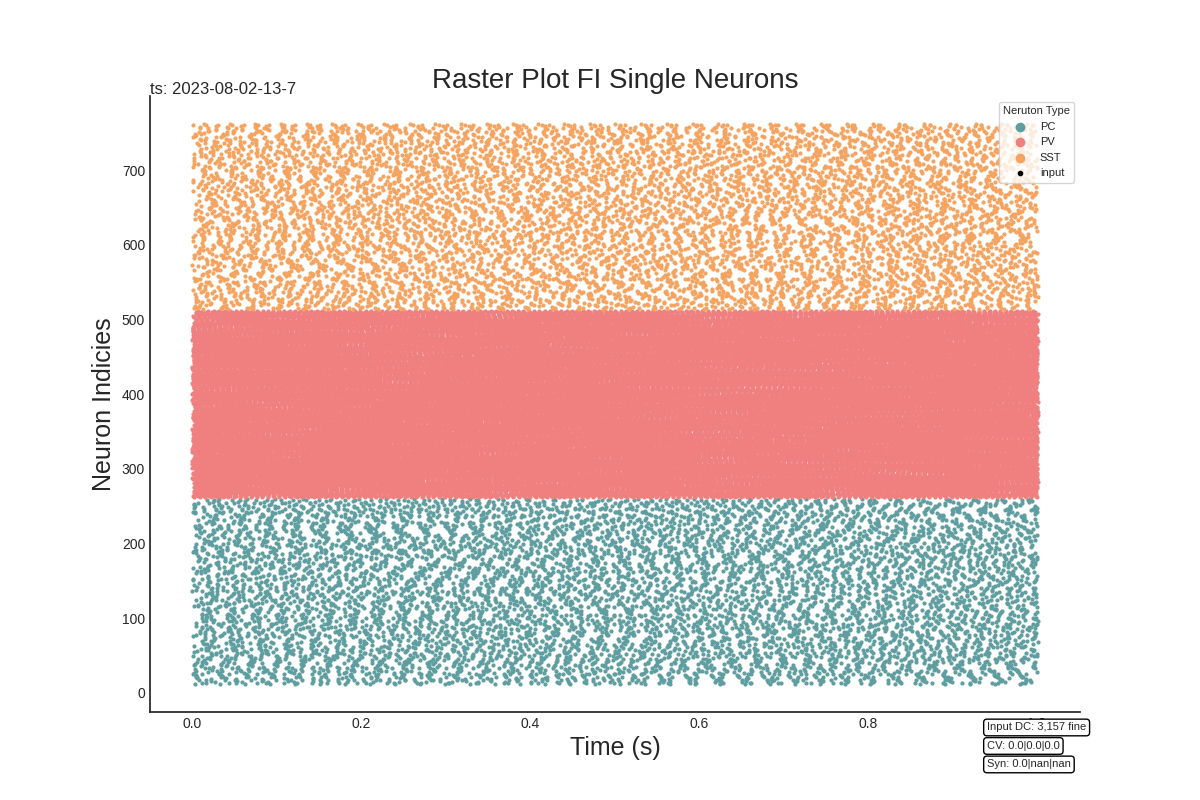 Raster Plot FI Single Neurons
ts: 2023-08-02-13-7
Neruton Type
PC
PV
SST
input
Neuron Indicies
700
600
500
400
300
200
100
0
0.0 0.2 0.4 0.6 0.8
Time (s)
Input DC: 3,157 fine
CV: 0.0|0.0|0.0
Syn: 0.0|nan|nan